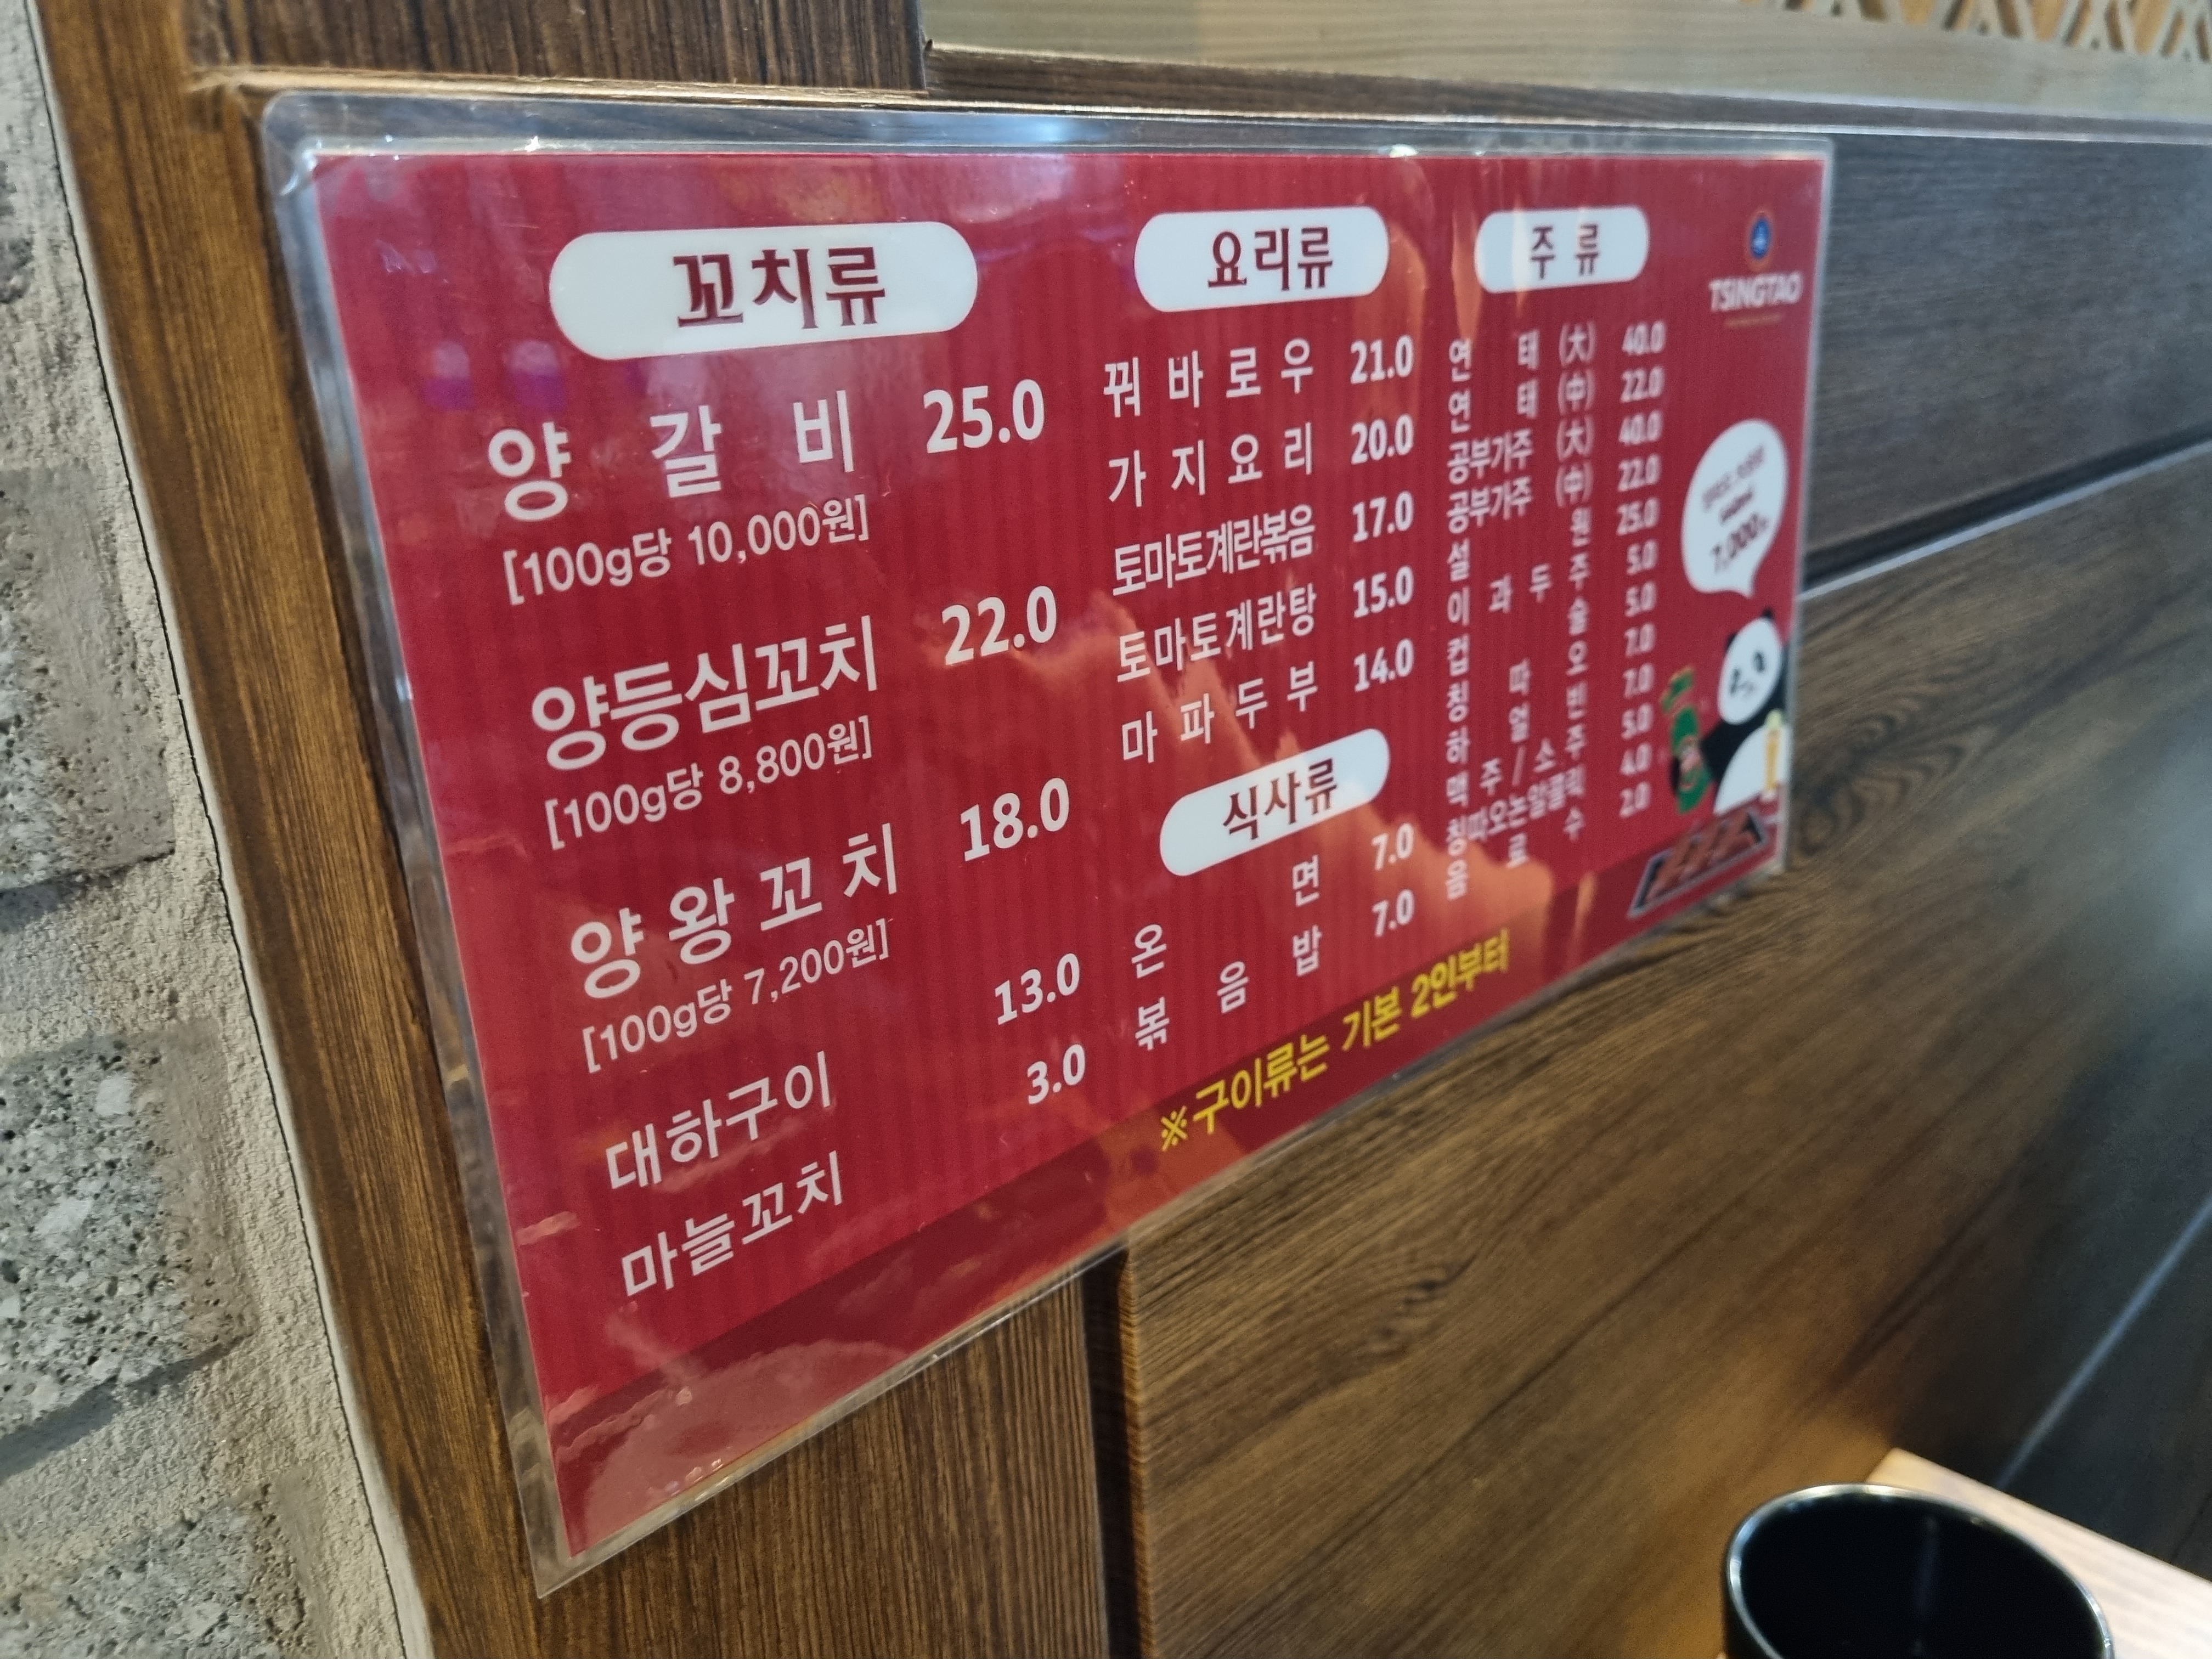 꼬치류
양 갈 비 25.0
[100g당 10,000원]
양등심꼬치 22.0
[100g당 8,800원]
양 왕 꼬 치 18.0
[100g당 7,200원]
대하구이 13.0
마늘꼬치 3.0
요리류
꿔 바 로 우 21.0
가 지 요 리 20.0
토마토계란볶음 17.0
토마토계란탕 15.0
마 파 두 부 14.0
식사류
온 면 7.0
볶 음 밥 7.0
※구이류는 기본 2인부터
주 류
연 태 (大) 40.0
연 태 (中) 22.0
공부가주 (大) 40.0
공부가주 (中) 22.0
설 원 25.0
이 과 두 주 5.0
컵 술 5.0
칭 따 오 7.0
하 얼 빈 7.0
맥 주 / 소 주 5.0
칭따오논알콜릭 4.0
음 료 수 2.0
TSINGTAO
7,000